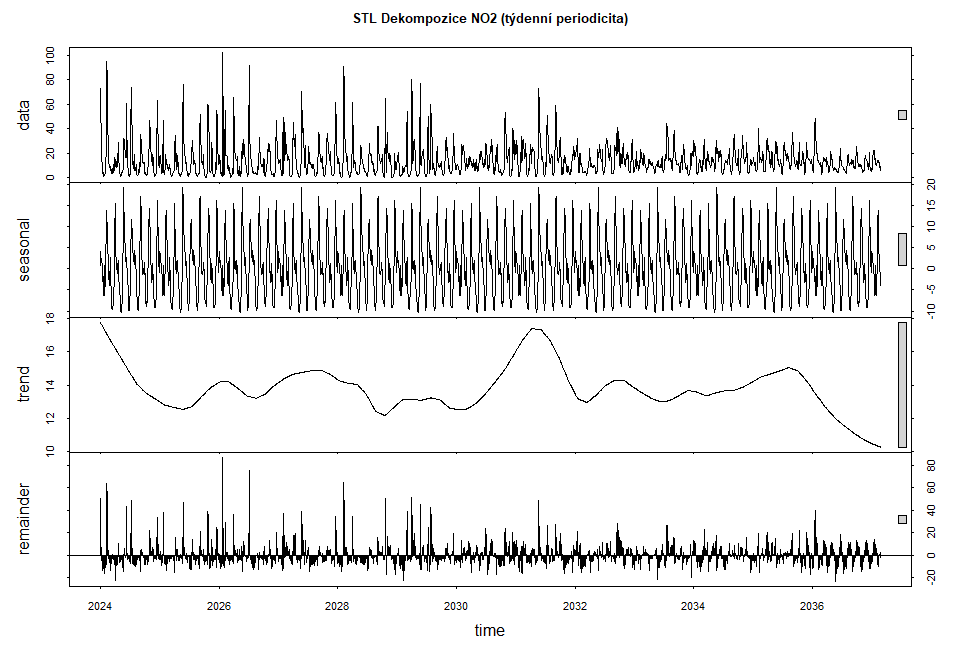 STL Dekompozice NO2 (týdenní periodicita)
data
0 20 40 60 80 100
seasonal
-10 -5 0 5 10 15 20
trend
10 12 14 16 18
remainder
-20 0 20 40 60 80
2024 2026 2028 2030 2032 2034 2036
time